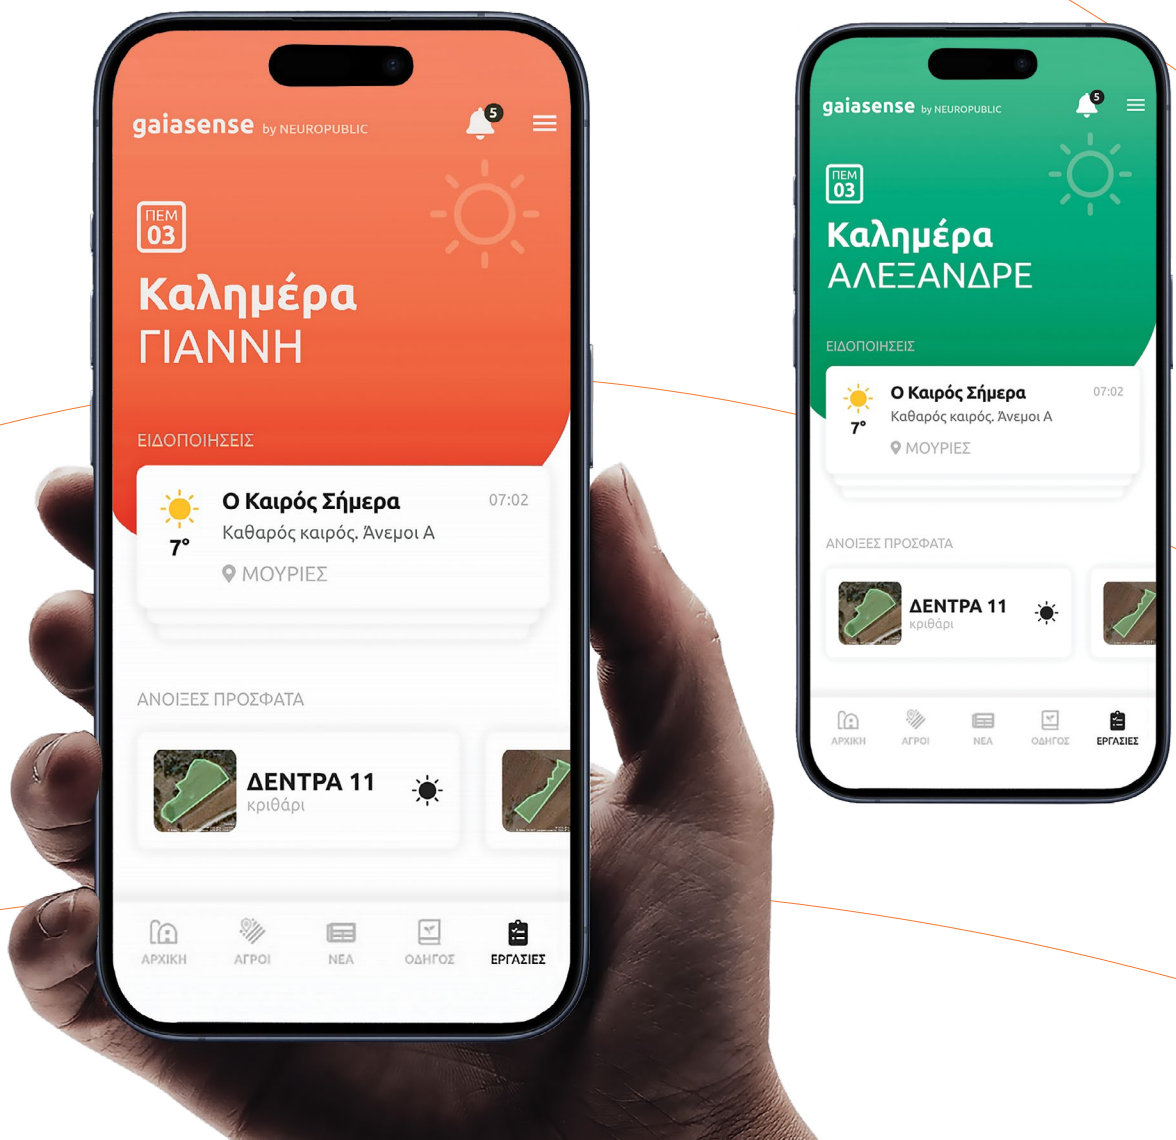 gaiasense by NEUROPUBLIC
5
ΠΕΜ
03
Καλημέρα
ΓΙΑΝΝΗ
ΕΙΔΟΠΟΙΗΣΕΙΣ
Ο Καιρός Σήμερα 07:02
Καθαρός καιρός. Άνεμοι Α
7°
ΜΟΥΡΙΕΣ
ΑΝΟΙΞΕΣ ΠΡΟΣΦΑΤΑ
ΔΕΝΤΡΑ 11
κριθάρι
ΑΡΧΙΚΗ ΑΓΡΟΙ ΝΕΑ ΟΔΗΓΟΣ ΕΡΓΑΣΙΕΣ
gaiasense by NEUROPUBLIC
5
ΠΕΜ
03
Καλημέρα
ΑΛΕΞΑΝΔΡΕ
ΕΙΔΟΠΟΙΗΣΕΙΣ
Ο Καιρός Σήμερα 07:02
Καθαρός καιρός. Άνεμοι Α
7°
ΜΟΥΡΙΕΣ
ΑΝΟΙΞΕΣ ΠΡΟΣΦΑΤΑ
ΔΕΝΤΡΑ 11
κριθάρι
ΑΡΧΙΚΗ ΑΓΡΟΙ ΝΕΑ ΟΔΗΓΟΣ ΕΡΓΑΣΙΕΣ